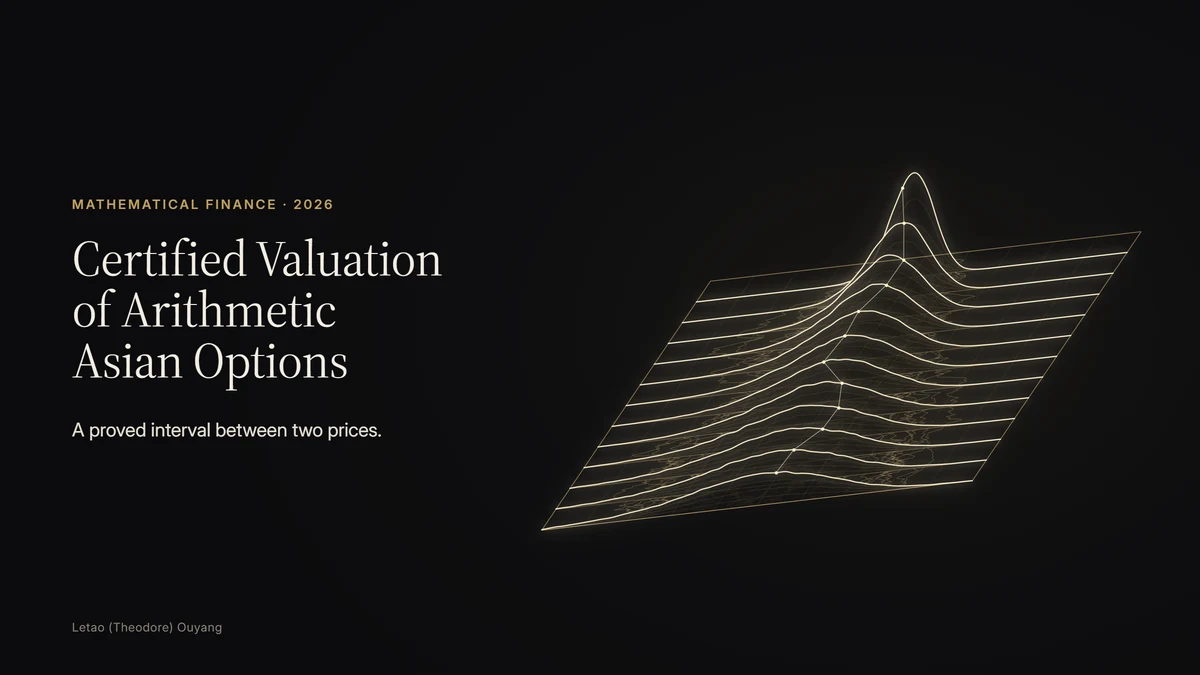 MATHEMATICAL FINANCE · 2026
Certified Valuation
of Arithmetic
Asian Options
A proved interval between two prices.
Letao (Theodore) Ouyang